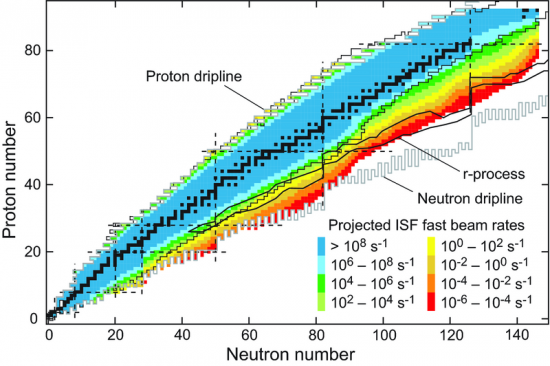 80
60
40
20
0
Proton number
Proton dripline
r-process
Neutron dripline
Projected ISF fast beam rates
> 10⁸ s⁻¹
10⁶ – 10⁸ s⁻¹
10⁴ – 10⁶ s⁻¹
10² – 10⁴ s⁻¹
10⁰ – 10² s⁻¹
10⁻² – 10⁰ s⁻¹
10⁻⁴ – 10⁻² s⁻¹
10⁻⁶ – 10⁻⁴ s⁻¹
0 20 40 60 80 100 120 140
Neutron number